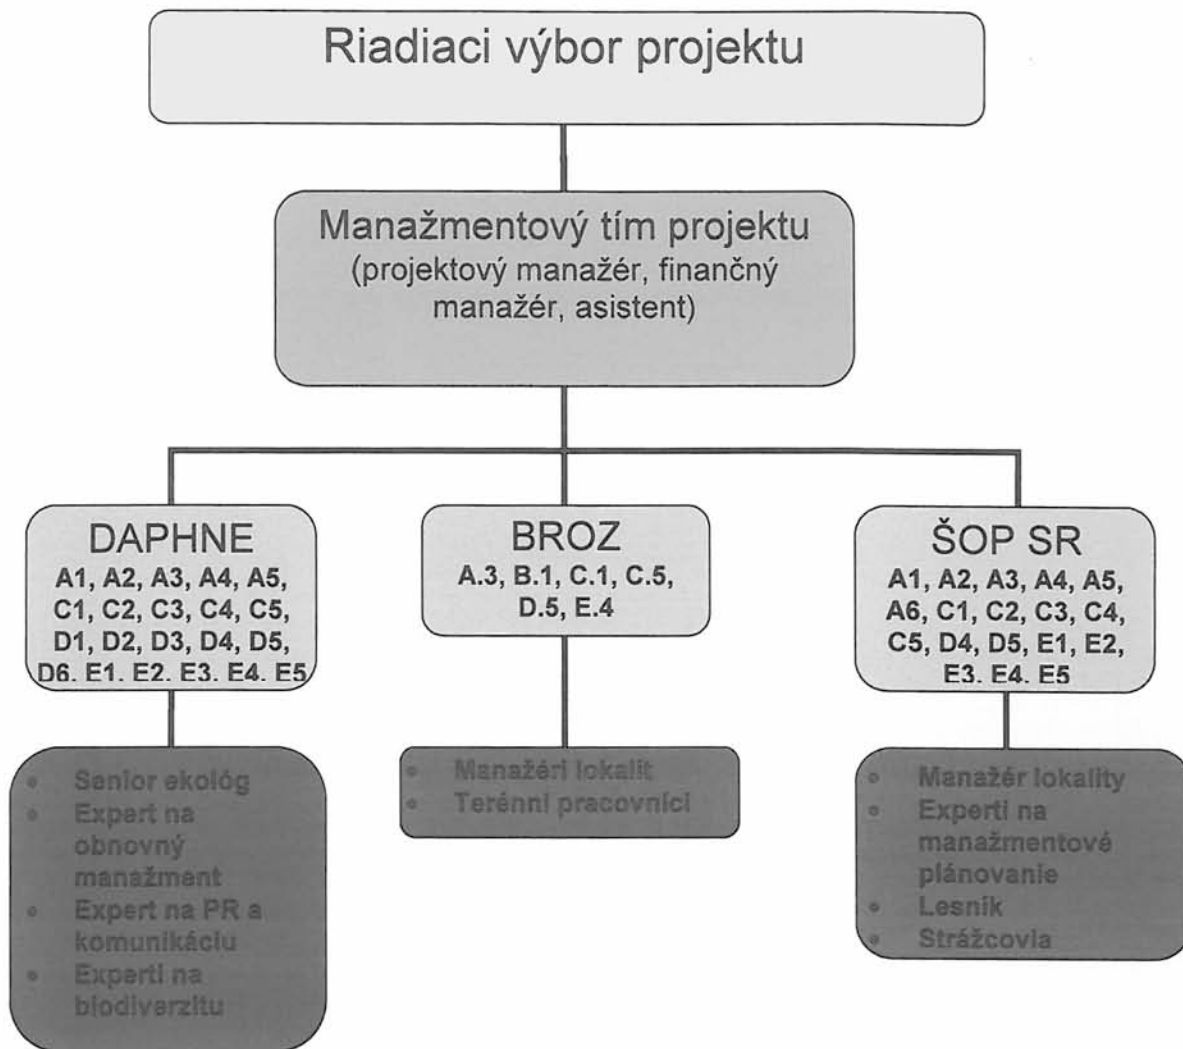 Riadiaci výbor projektu
Manažmentový tím projektu
(projektový manažér, finančný
manažér, asistent)
DAPHNE
A1, A2, A3, A4, A5,
C1, C2, C3, C4, C5,
D1, D2, D3, D4, D5,
D6. E1. E2. E3. E4. E5
BROZ
A.3, B.1, C.1, C.5,
D.5, E.4
ŠOP SR
A1, A2, A3, A4, A5,
A6, C1, C2, C3, C4,
C5, D4, D5, E1, E2,
E3. E4. E5
• Senior ekológ
• Expert na
obnovný
manažment
• Expert na PR a
komunikáciu
• Experti na
biodiverzitu
• Manažéri lokalít
• Terénni pracovníci
• Manažér lokality
• Experti na
manažmentové
plánovanie
• Lesník
• Strážcovia